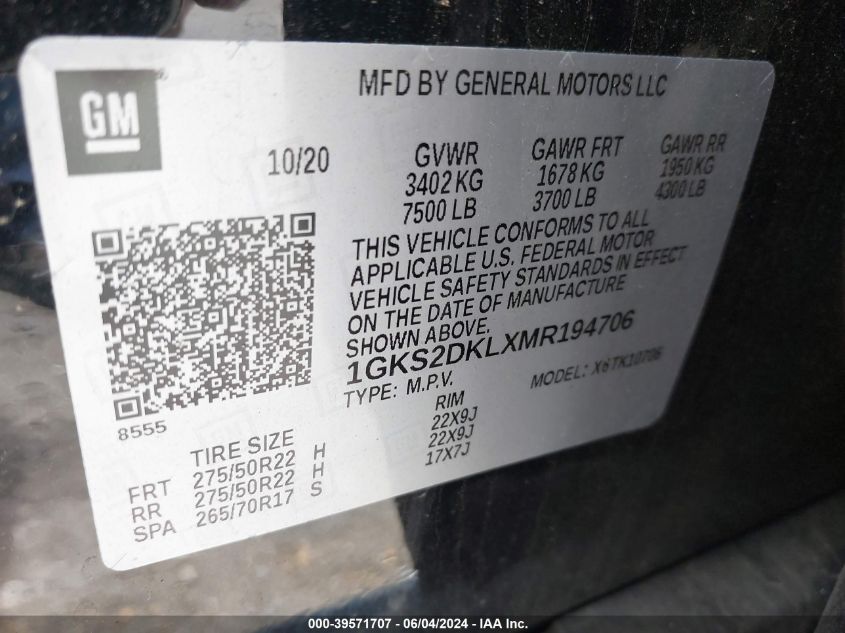 GM
MFD BY GENERAL MOTORS LLC
10/20
GVWR
3402 KG
7500 LB
GAWR FRT
1678 KG
3700 LB
GAWR RR
1950 KG
4300 LB
THIS VEHICLE CONFORMS TO ALL
APPLICABLE U.S. FEDERAL MOTOR
VEHICLE SAFETY STANDARDS IN EFFECT
ON THE DATE OF MANUFACTURE
SHOWN ABOVE.
1GKS2DKLXMR194706
TYPE: M.P.V.
MODEL: X6TK10706
8555
TIRE SIZE RIM
FRT 275/50R22 H 22X9J
RR 275/50R22 H 22X9J
SPA 265/70R17 S 17X7J
000-39571707 - 06/04/2024 - IAA Inc.